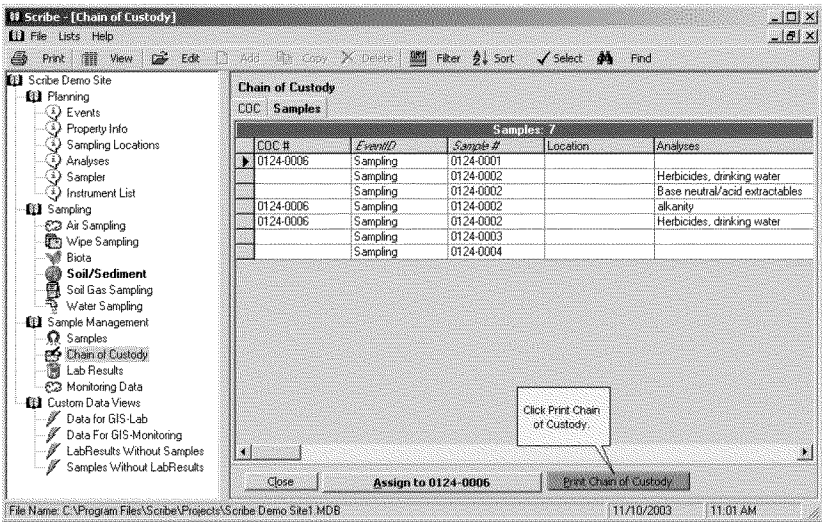 Scribe - [Chain of Custody]
File Lists Help
Print View Edit Add Copy Delete Filter Sort Select Find
Scribe Demo Site
Planning
Events
Property Info
Sampling Locations
Analyses
Sampler
Instrument List
Sampling
Air Sampling
Wipe Sampling
Biota
Soil/Sediment
Soil Gas Sampling
Water Sampling
Sample Management
Samples
Chain of Custody
Lab Results
Monitoring Data
Custom Data Views
Data for GIS-Lab
Data For GIS-Monitoring
LabResults Without Samples
Samples Without LabResults
Chain of Custody
COC Samples
Samples: 7
COC # EventID Sample # Location Analyses
0124-0006 Sampling 0124-0001
Sampling 0124-0002 Herbicides, drinking water
Sampling 0124-0002 Base neutral/acid extractables
0124-0006 Sampling 0124-0002 alkanity
0124-0006 Sampling 0124-0002 Herbicides, drinking water
Sampling 0124-0003
Sampling 0124-0004
Click Print Chain
of Custody.
Close Assign to 0124-0006 Print Chain of Custody
File Name: C:\Program Files\Scribe\Projects\Scribe Demo Site1.MDB 11/10/2003 11:01 AM